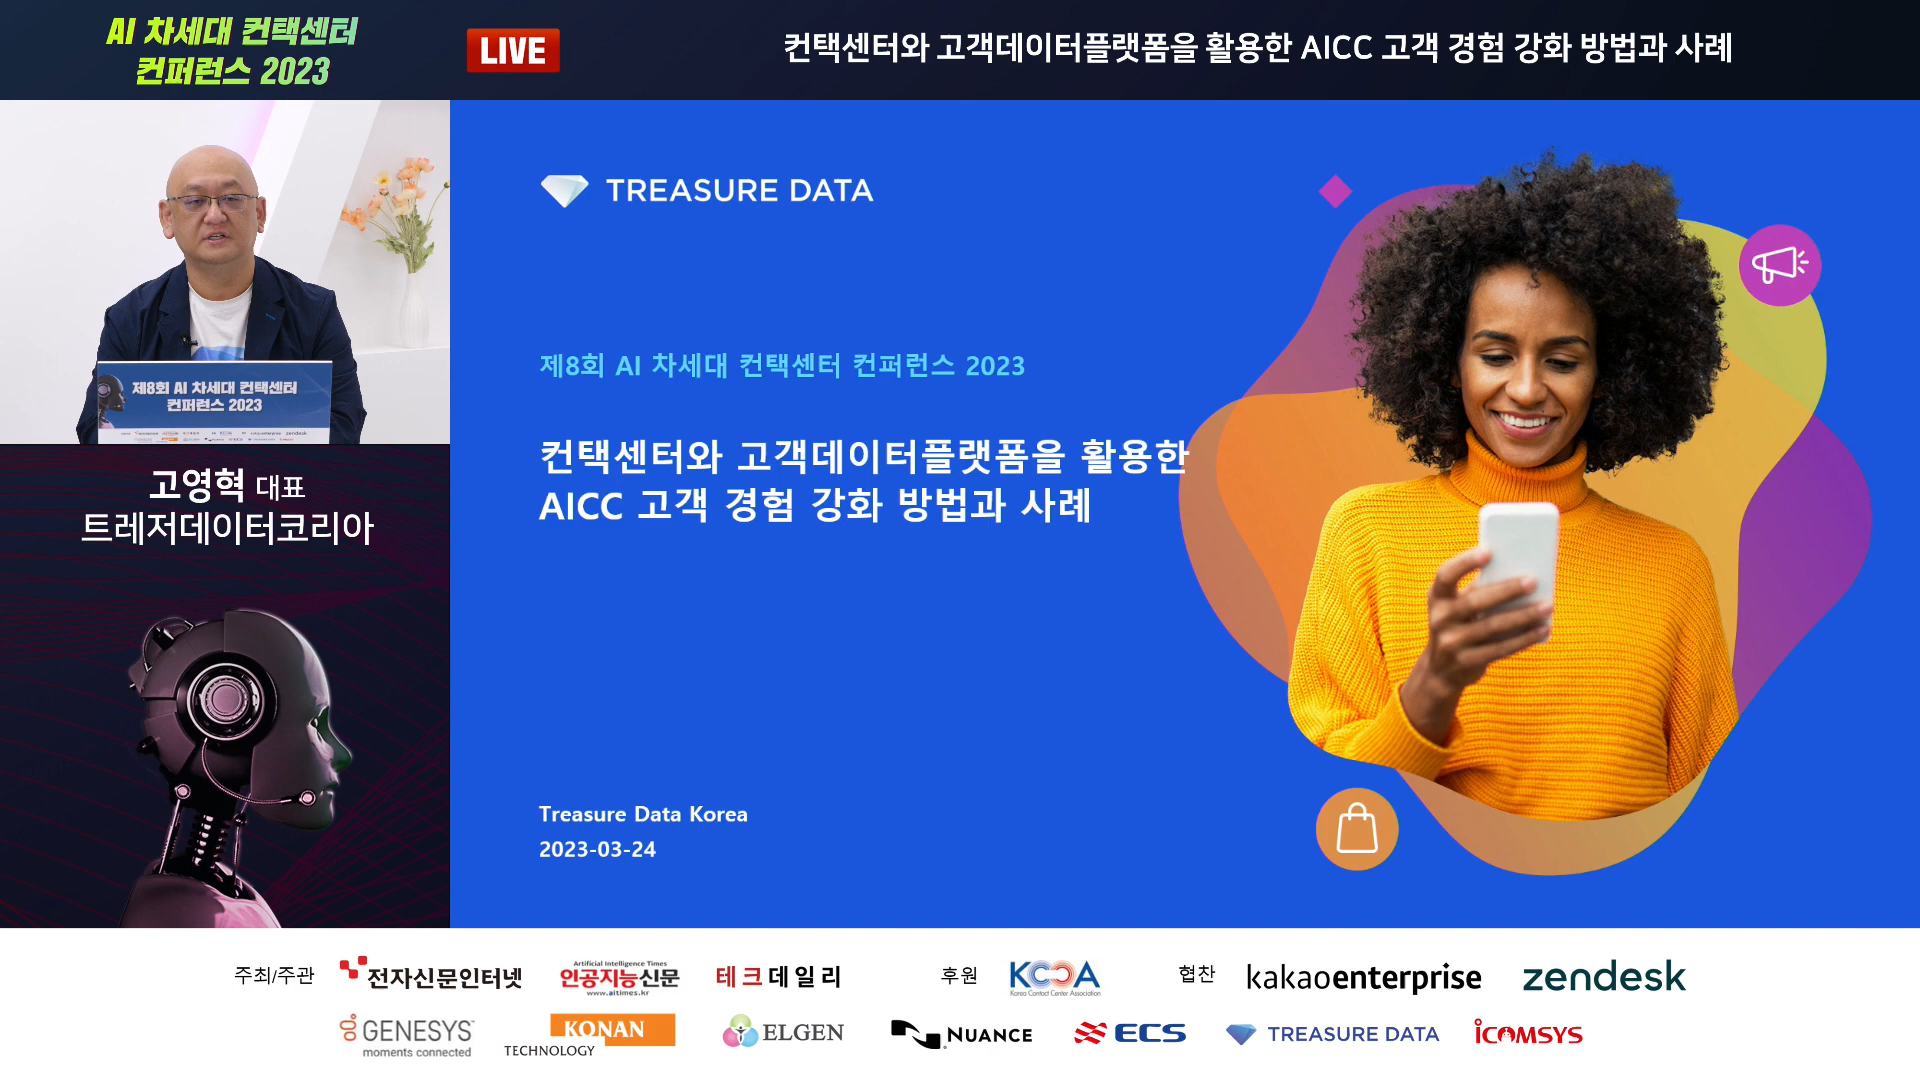 AI 차세대 컨택센터
컨퍼런스 2023
LIVE
컨택센터와 고객데이터플랫폼을 활용한 AICC 고객 경험 강화 방법과 사례
TREASURE DATA
제8회 AI 차세대 컨택센터 컨퍼런스 2023
컨택센터와 고객데이터플랫폼을 활용한
AICC 고객 경험 강화 방법과 사례
Treasure Data Korea
2023-03-24
제8회 AI 차세대 컨택센터
컨퍼런스 2023
고영혁 대표
트레저데이터코리아
주최/주관
전자신문인터넷
Artificial Intelligence Times
인공지능신문
www.aitimes.kr
테크데일리
후원
KCCA
Korea Contact Center Association
협찬
kakaoenterprise
zendesk
GENESYS
moments connected
KONAN
TECHNOLOGY
ELGEN
NUANCE
ECS
TREASURE DATA
iCOMSYS